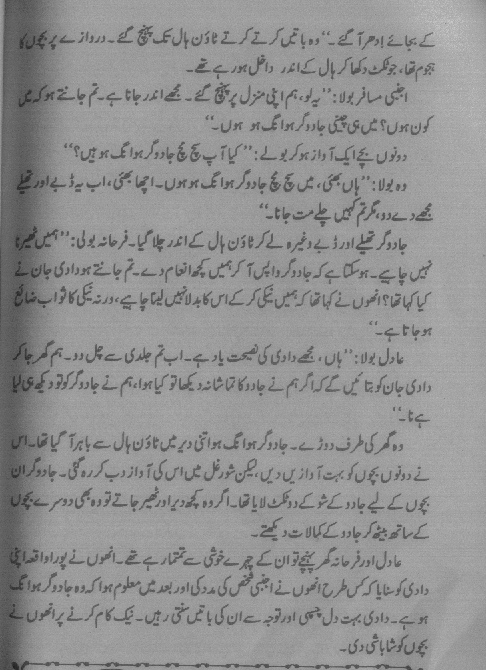 کے بجائے ادھر آ گئے۔‘‘ وہ باتیں کرتے کرتے ٹاؤن ہال تک پہنچ گئے۔ دروازے پر بچوں کا
ہجوم تھا، جو ٹکٹ دکھا کر ہال کے اندر داخل ہو رہے تھے۔
اجنبی مسافر بولا: ’’یہ لو، ہم اپنی منزل پر پہنچ گئے۔ مجھے اندر جانا ہے۔ تم جانتے ہو کہ میں
کون ہوں؟ میں ہی چینی جادوگر ہوانگ ہو ہوں۔‘‘
دونوں بچے ایک آواز ہو کر بولے: ’’کیا آپ سچ مچ جادوگر ہوانگ ہو ہیں؟‘‘
وہ بولا: ’’ہاں بھئی، میں سچ مچ جادوگر ہوانگ ہو ہوں۔ اچھا بھئی، اب یہ ڈبے اور تھیلے
مجھے دے دو، مگر تم کہیں چلے مت جانا۔‘‘
جادوگر تھیلے اور ڈبے وغیرہ لے کر ٹاؤن ہال کے اندر چلا گیا۔ فرحانہ بولی: ’’ہمیں ٹھیرنا
نہیں چاہیے۔ ہو سکتا ہے کہ جادوگر واپس آ کر ہمیں کچھ انعام دے۔ تم جانتے ہو دادی جان نے
کیا کہا تھا؟ انھوں نے کہا تھا کہ ہمیں نیکی کر کے اس کا بدلا نہیں لینا چاہیے، ورنہ نیکی کا ثواب ضائع
ہو جاتا ہے۔‘‘
عادل بولا: ’’ہاں، مجھے دادی کی نصیحت یاد ہے۔ اب تم جلدی سے چل دو۔ ہم گھر جا کر
دادی جان کو بتائیں گے کہ اگر ہم نے جادو کا تماشا نہ دیکھا تو کیا ہوا، ہم نے جادوگر کو تو دیکھ ہی لیا
ہے نا۔‘‘
وہ گھر کی طرف دوڑے۔ جادوگر ہوانگ ہو اتنی دیر میں ٹاؤن ہال سے باہر آ گیا تھا۔ اس
نے دونوں بچوں کو بہت آوازیں دیں، لیکن شور غل میں اس کی آواز دب کر رہ گئی۔ جادوگر ان
بچوں کے لیے جادو کے شو کے دو ٹکٹ لایا تھا۔ اگر وہ کچھ دیر اور ٹھیر جاتے تو وہ بھی دوسرے بچوں
کے ساتھ بیٹھ کر جادو کے کمالات دیکھتے۔
عادل اور فرحانہ گھر پہنچے تو ان کے چہرے خوشی سے تمتما رہے تھے۔ انھوں نے پورا واقعہ اپنی
دادی کو سنایا کہ کس طرح انھوں نے اجنبی شخص کی مدد کی اور بعد میں معلوم ہوا کہ وہ جادوگر ہوانگ
ہو ہے۔ دادی بہت دل چسپی اور توجہ سے ان کی باتیں سنتی رہیں۔ نیک کام کرنے پر انھوں نے
بچوں کو شاباشی دی۔